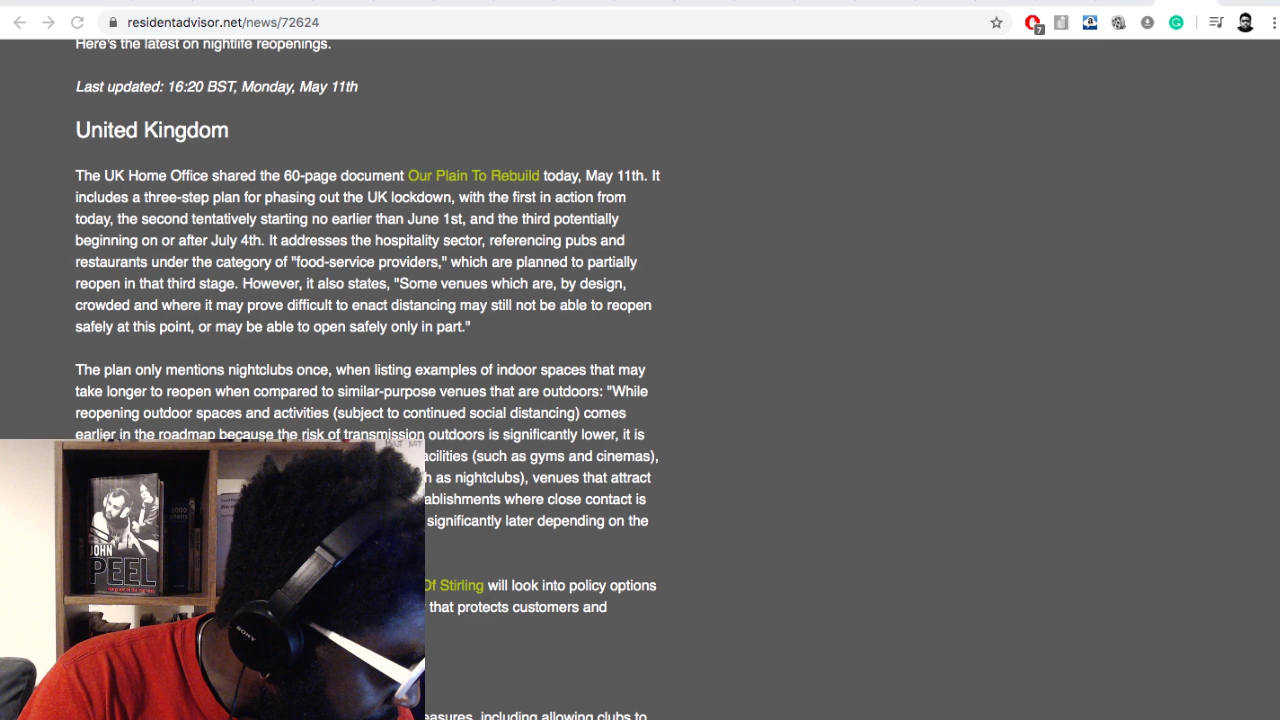 residentadvisor.net/news/72624
7
Here's the latest on nightlife reopenings.
Last updated: 16:20 BST, Monday, May 11th
United Kingdom
The UK Home Office shared the 60-page document Our Plain To Rebuild today, May 11th. It
includes a three-step plan for phasing out the UK lockdown, with the first in action from
today, the second tentatively starting no earlier than June 1st, and the third potentially
beginning on or after July 4th. It addresses the hospitality sector, referencing pubs and
restaurants under the category of "food-service providers," which are planned to partially
reopen in that third stage. However, it also states, "Some venues which are, by design,
crowded and where it may prove difficult to enact distancing may still not be able to reopen
safely at this point, or may be able to open safely only in part."
The plan only mentions nightclubs once, when listing examples of indoor spaces that may
take longer to reopen when compared to similar-purpose venues that are outdoors: "While
reopening outdoor spaces and activities (subject to continued social distancing) comes
earlier in the roadmap because the risk of transmission outdoors is significantly lower, it is
acilities (such as gyms and cinemas),
h as nightclubs), venues that attract
ablishments where close contact is
significantly later depending on the
Of Stirling will look into policy options
that protects customers and
easures, including allowing clubs to
JOHN
PEEL
SONY